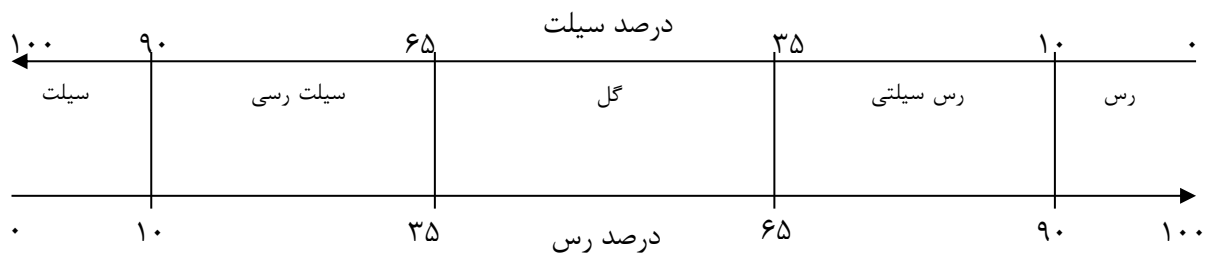 درصد سیلت
۰ ۱۰ ۳۵ ۶۵ ۹۰ ۱۰۰
رس رس سیلتی گل سیلت رسی سیلت
۱۰۰ ۹۰ ۶۵ ۳۵ ۱۰ ۰
درصد رس